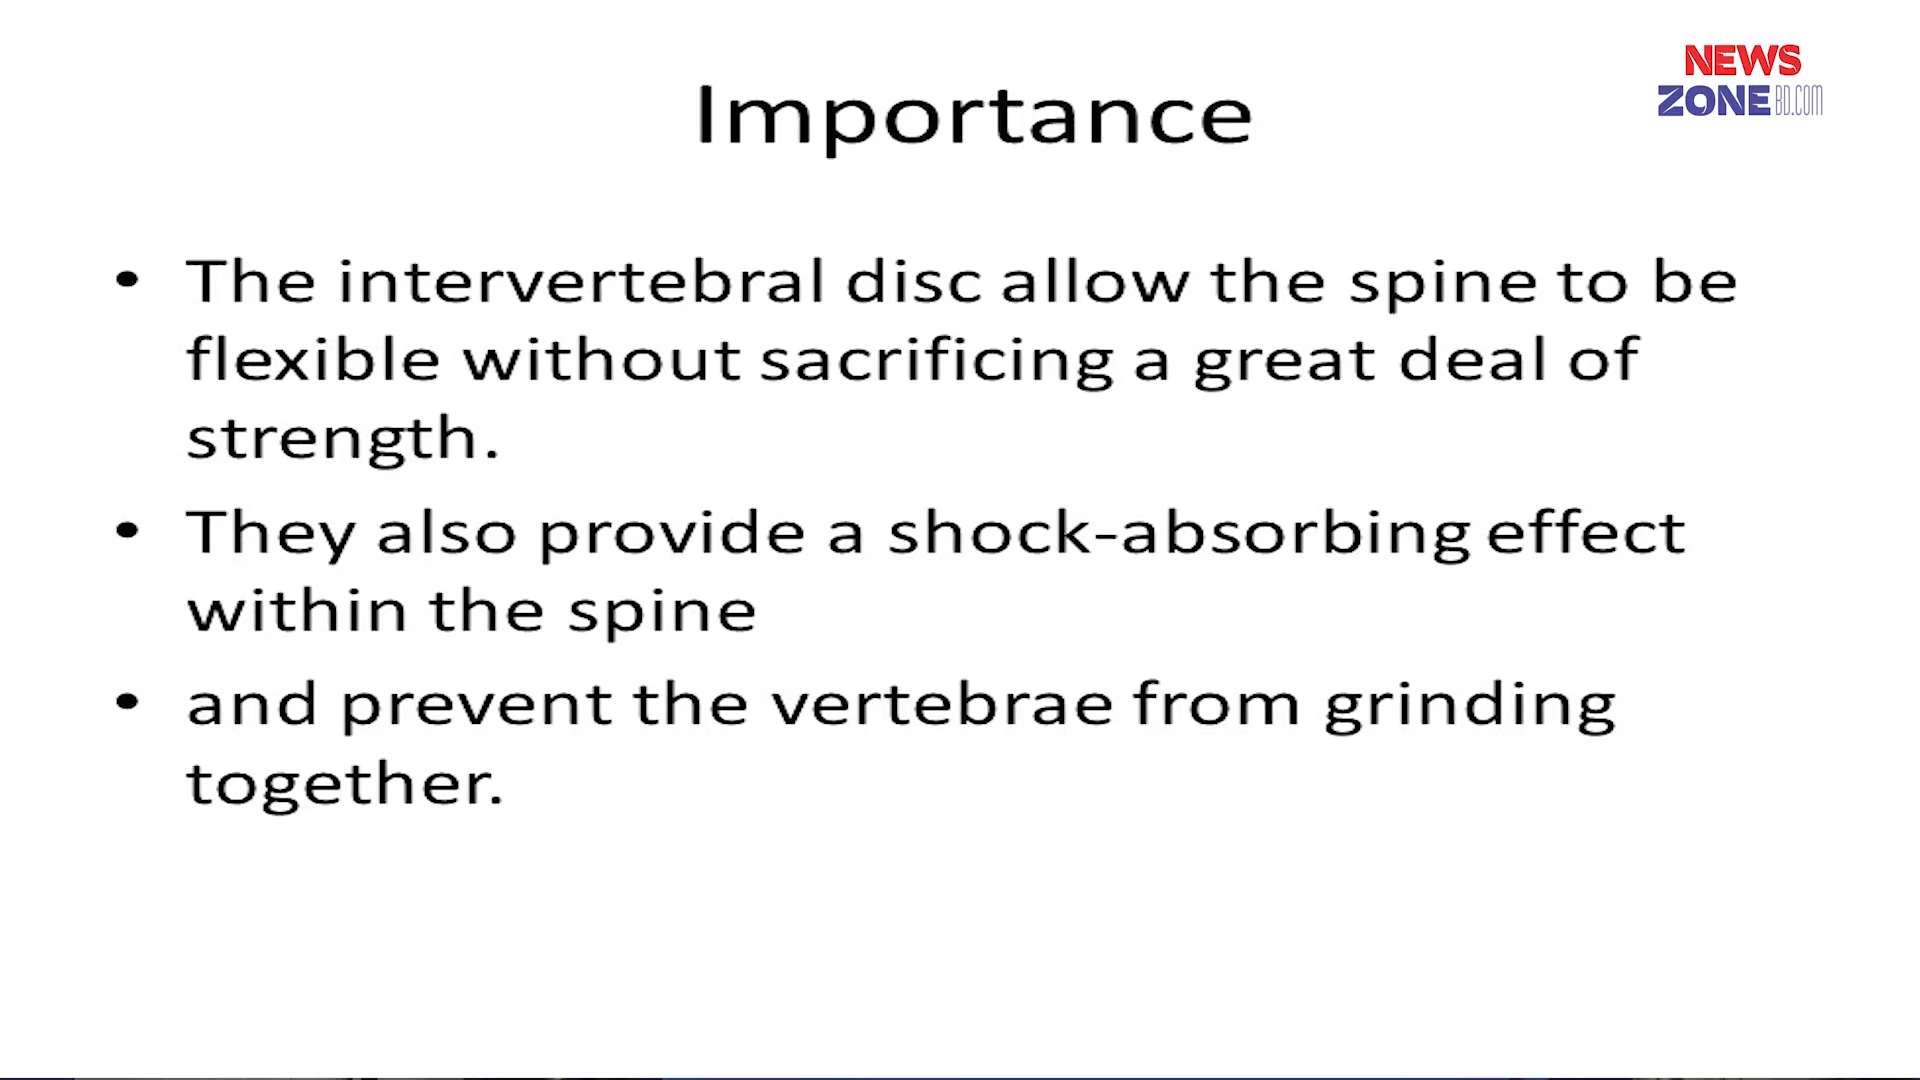 NEWS
ZONE BD.COM
Importance
• The intervertebral disc allow the spine to be
flexible without sacrificing a great deal of
strength.
• They also provide a shock-absorbing effect
within the spine
• and prevent the vertebrae from grinding
together.